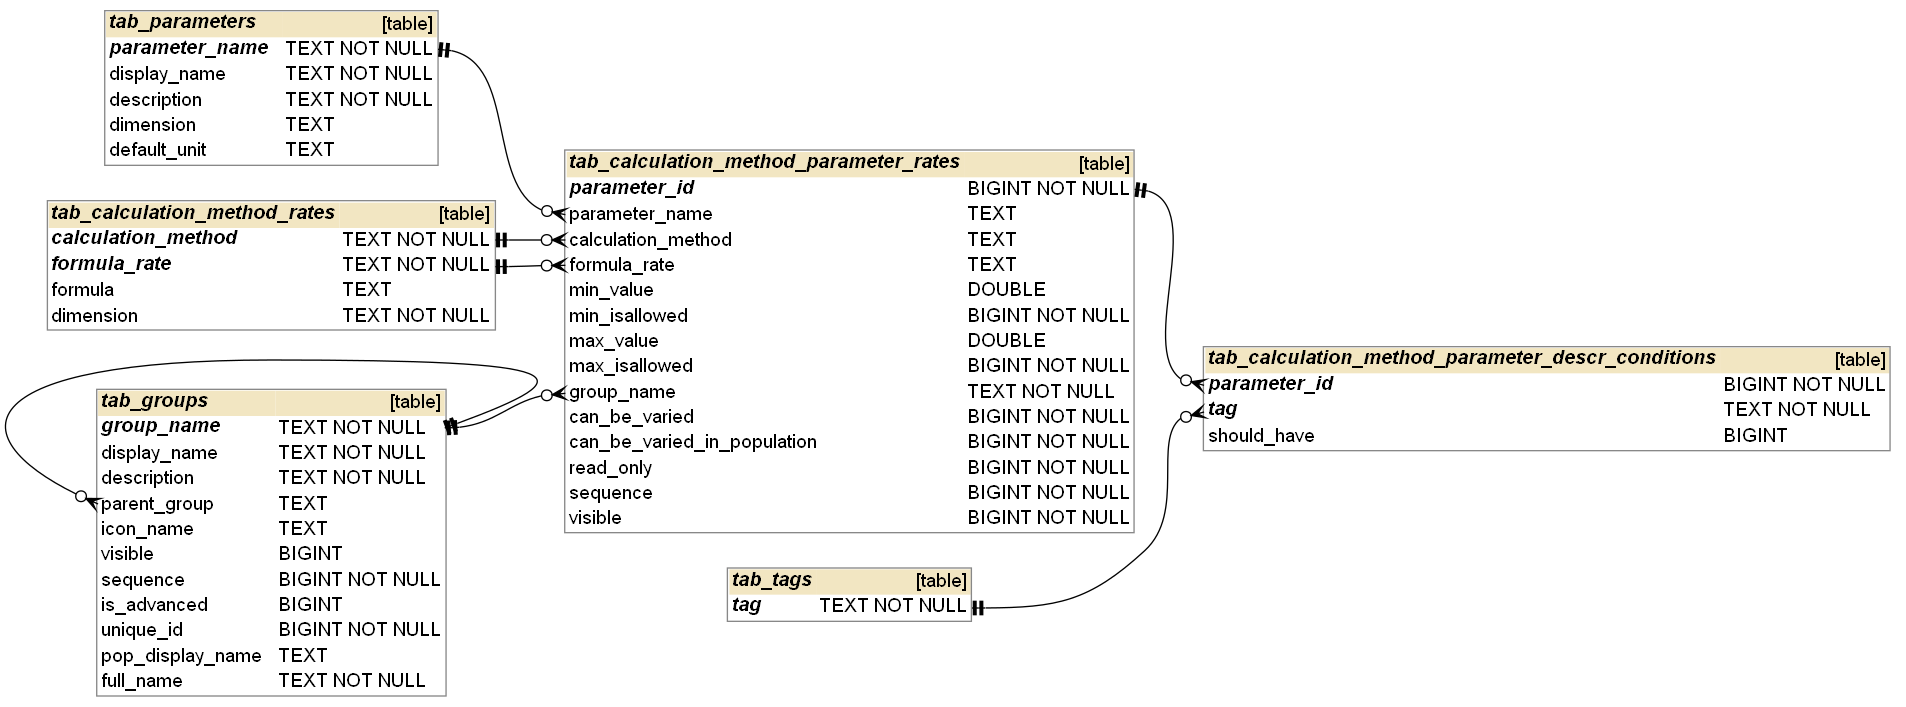 tab_parameters [table]
parameter_name TEXT NOT NULL
display_name TEXT NOT NULL
description TEXT NOT NULL
dimension TEXT
default_unit TEXT
tab_calculation_method_rates [table]
calculation_method TEXT NOT NULL
formula_rate TEXT NOT NULL
formula TEXT
dimension TEXT NOT NULL
tab_groups [table]
group_name TEXT NOT NULL
display_name TEXT NOT NULL
description TEXT NOT NULL
parent_group TEXT
icon_name TEXT
visible BIGINT
sequence BIGINT NOT NULL
is_advanced BIGINT
unique_id BIGINT NOT NULL
pop_display_name TEXT
full_name TEXT NOT NULL
tab_calculation_method_parameter_rates [table]
parameter_id BIGINT NOT NULL
parameter_name TEXT
calculation_method TEXT
formula_rate TEXT
min_value DOUBLE
min_isallowed BIGINT NOT NULL
max_value DOUBLE
max_isallowed BIGINT NOT NULL
group_name TEXT NOT NULL
can_be_varied BIGINT NOT NULL
can_be_varied_in_population BIGINT NOT NULL
read_only BIGINT NOT NULL
sequence BIGINT NOT NULL
visible BIGINT NOT NULL
tab_tags [table]
tag TEXT NOT NULL
tab_calculation_method_parameter_descr_conditions [table]
parameter_id BIGINT NOT NULL
tag TEXT NOT NULL
should_have BIGINT